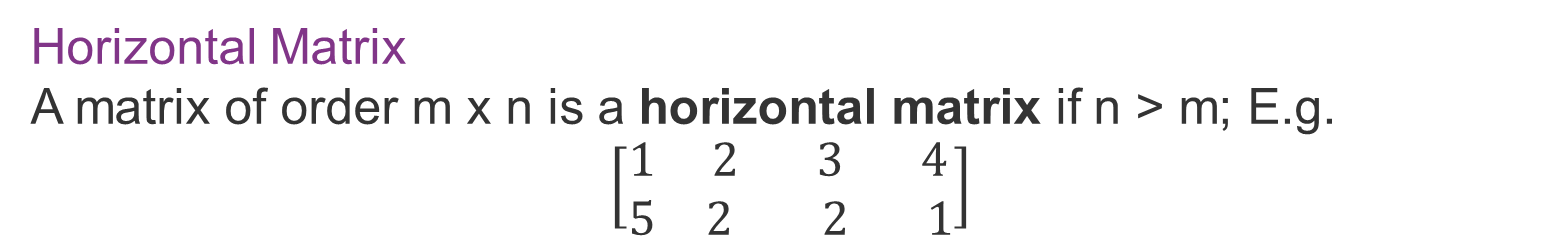 Horizontal Matrix
A matrix of order m x n is a horizontal matrix if n > m; E.g.
[1 2 3 4]
[5 2 2 1]